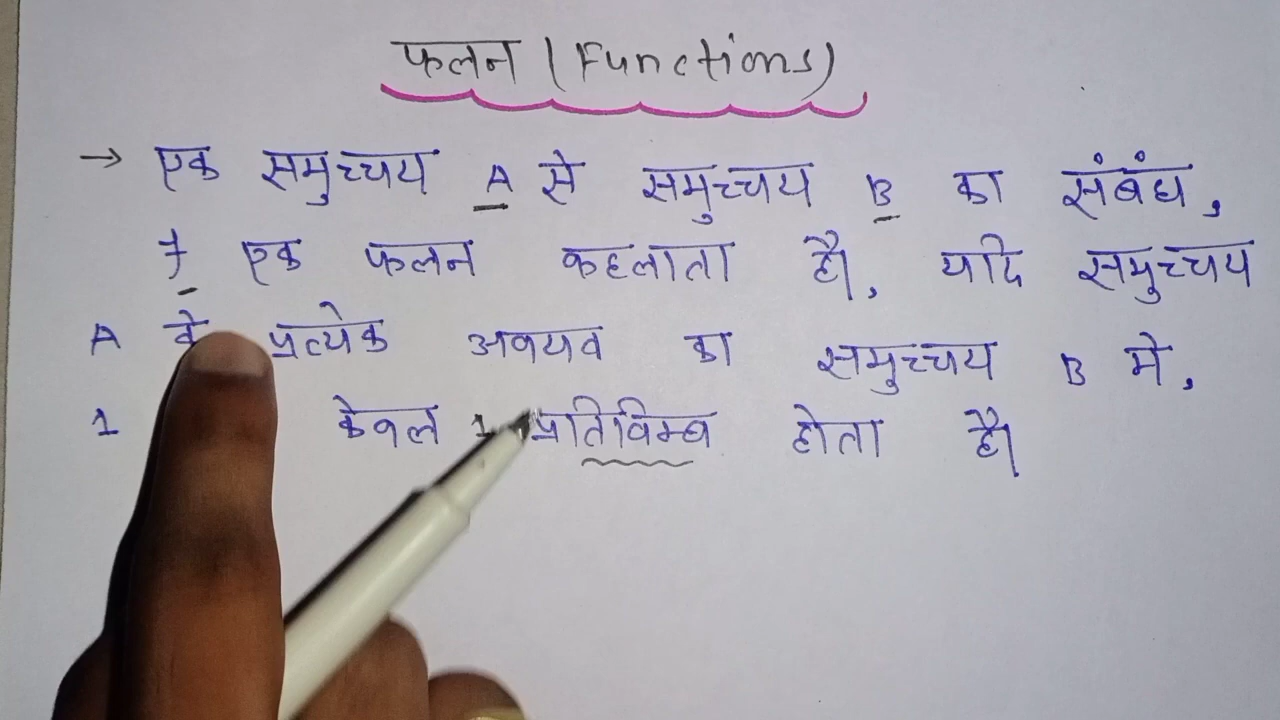 फलन (Functions)
→ एक समुच्चय A से समुच्चय B का संबंध,
f एक फलन कहलाता है, यदि समुच्चय
A के प्रत्येक अवयव का समुच्चय B मे,
1 केवल 1 प्रतिविम्ब होता है।